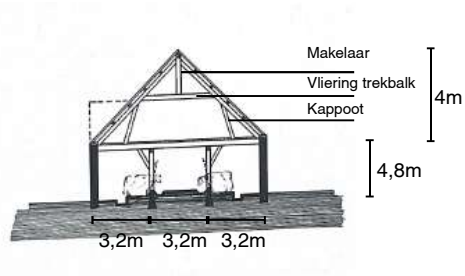 Makelaar
Vliering trekbalk
Kappoot
4m
4,8m
3,2m 3,2m 3,2m